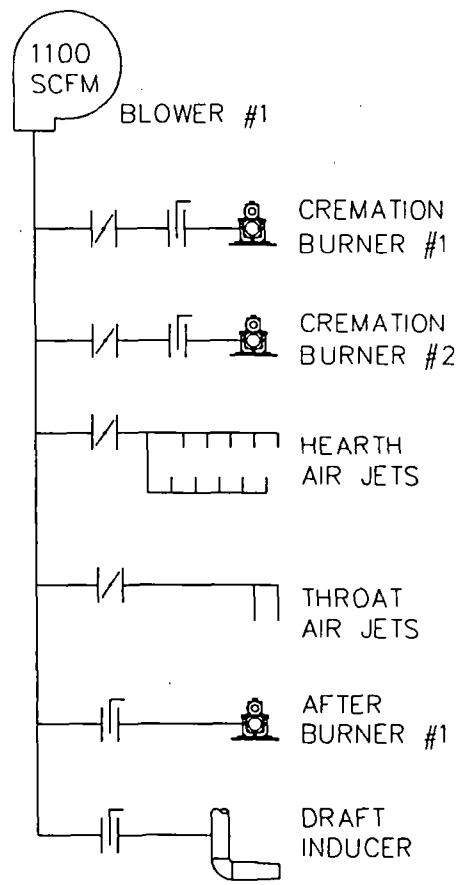 1100
SCFM
BLOWER #1
CREMATION
BURNER #1
CREMATION
BURNER #2
HEARTH
AIR JETS
THROAT
AIR JETS
AFTER
BURNER #1
DRAFT
INDUCER